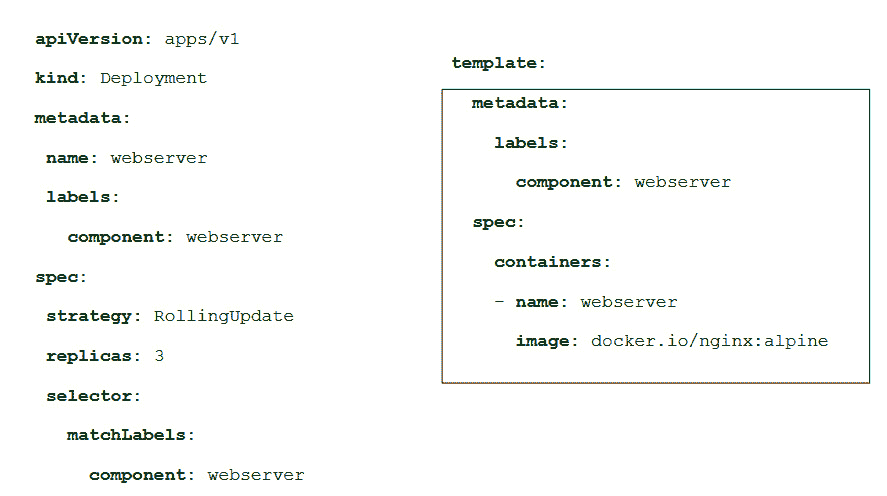 apiVersion: apps/v1
kind: Deployment
metadata:
 name: webserver
 labels:
   component: webserver
spec:
 strategy: RollingUpdate
 replicas: 3
 selector:
   matchLabels:
     component: webserver
template:
  metadata:
    labels:
      component: webserver
  spec:
    containers:
    - name: webserver
      image: docker.io/nginx:alpine